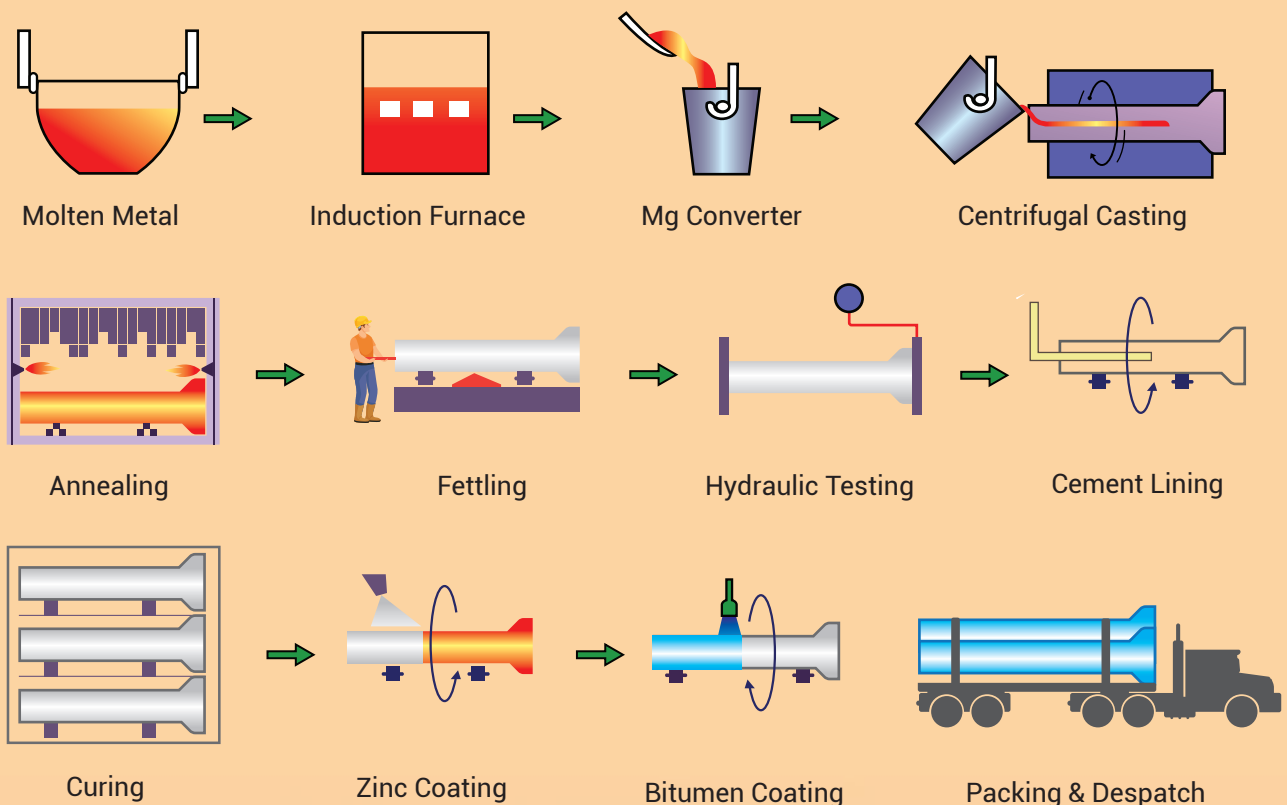 Molten Metal
Induction Furnace
Mg Converter
Centrifugal Casting
Annealing
Fettling
Hydraulic Testing
Cement Lining
Curing
Zinc Coating
Bitumen Coating
Packing & Despatch